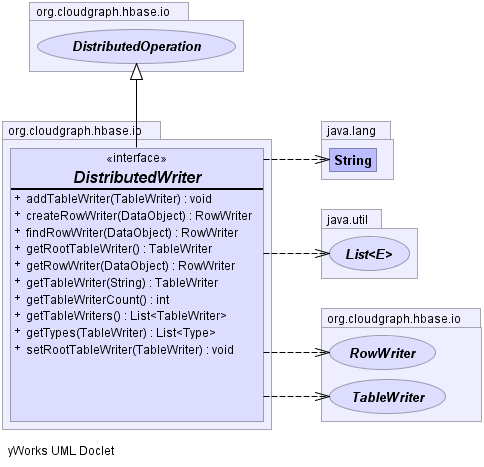 org.cloudgraph.hbase.io
DistributedOperation
org.cloudgraph.hbase.io
«interface»
DistributedWriter
+ addTableWriter(TableWriter) : void
+ createRowWriter(DataObject) : RowWriter
+ findRowWriter(DataObject) : RowWriter
+ getRootTableWriter() : TableWriter
+ getRowWriter(DataObject) : RowWriter
+ getTableWriter(String) : TableWriter
+ getTableWriterCount() : int
+ getTableWriters() : List<TableWriter>
+ getTypes(TableWriter) : List<Type>
+ setRootTableWriter(TableWriter) : void
java.lang
String
java.util
List<E>
org.cloudgraph.hbase.io
RowWriter
TableWriter
yWorks UML Doclet